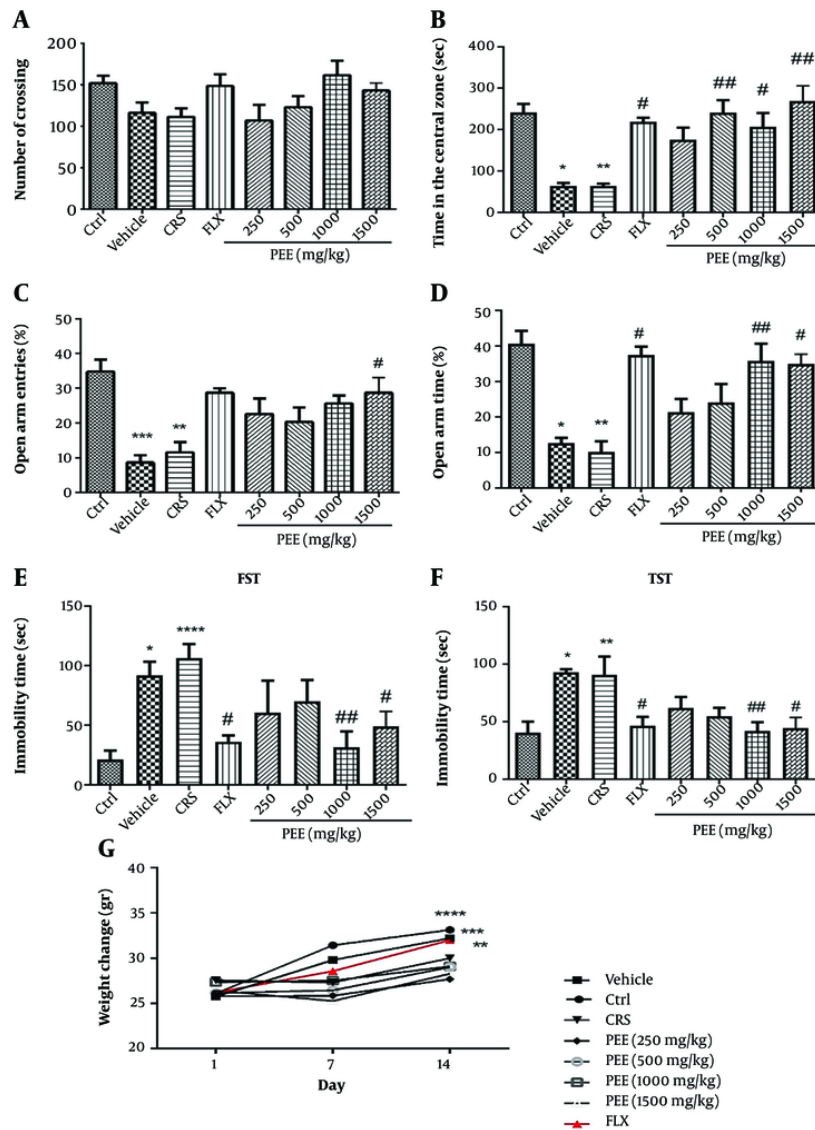 A
Number of crossing
200
150
100
50
0
Ctrl
Vehicle
CRS
FLX
250
500
1000
1500
PEE (mg/kg)
B
Time in the central zone (sec)
400
300
200
100
0
*
**
#
##
#
##
Ctrl
Vehicle
CRS
FLX
250
500
1000
1500
PEE (mg/kg)
C
Open arm entries (%)
50
40
30
20
10
0
***
**
#
Ctrl
Vehicle
CRS
FLX
250
500
1000
1500
PEE (mg/kg)
D
Open arm time (%)
50
40
30
20
10
0
*
**
#
##
#
Ctrl
Vehicle
CRS
FLX
250
500
1000
1500
PEE (mg/kg)
E
FST
Immobility time (sec)
150
100
50
0
*
****
#
##
#
Ctrl
Vehicle
CRS
FLX
250
500
1000
1500
PEE (mg/kg)
F
TST
Immobility time (sec)
150
100
50
0
*
**
#
##
#
Ctrl
Vehicle
CRS
FLX
250
500
1000
1500
PEE (mg/kg)
G
Weight change (gr)
40
35
30
25
20
****
***
**
1
7
14
Day
Vehicle
Ctrl
CRS
PEE (250 mg/kg)
PEE (500 mg/kg)
PEE (1000 mg/kg)
PEE (1500 mg/kg)
FLX